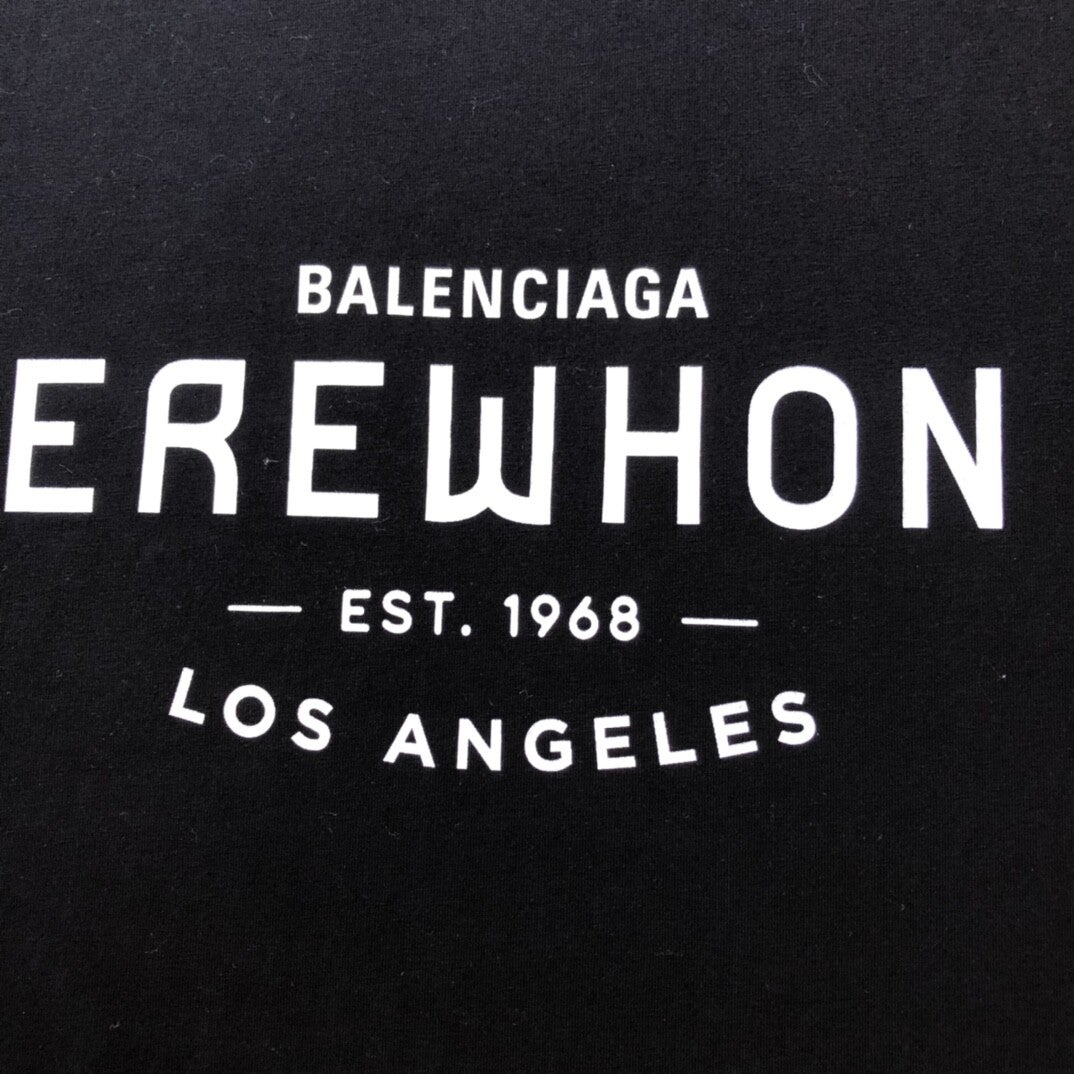 BALENCIAGA
EREWHON
— EST. 1968 —
LOS ANGELES